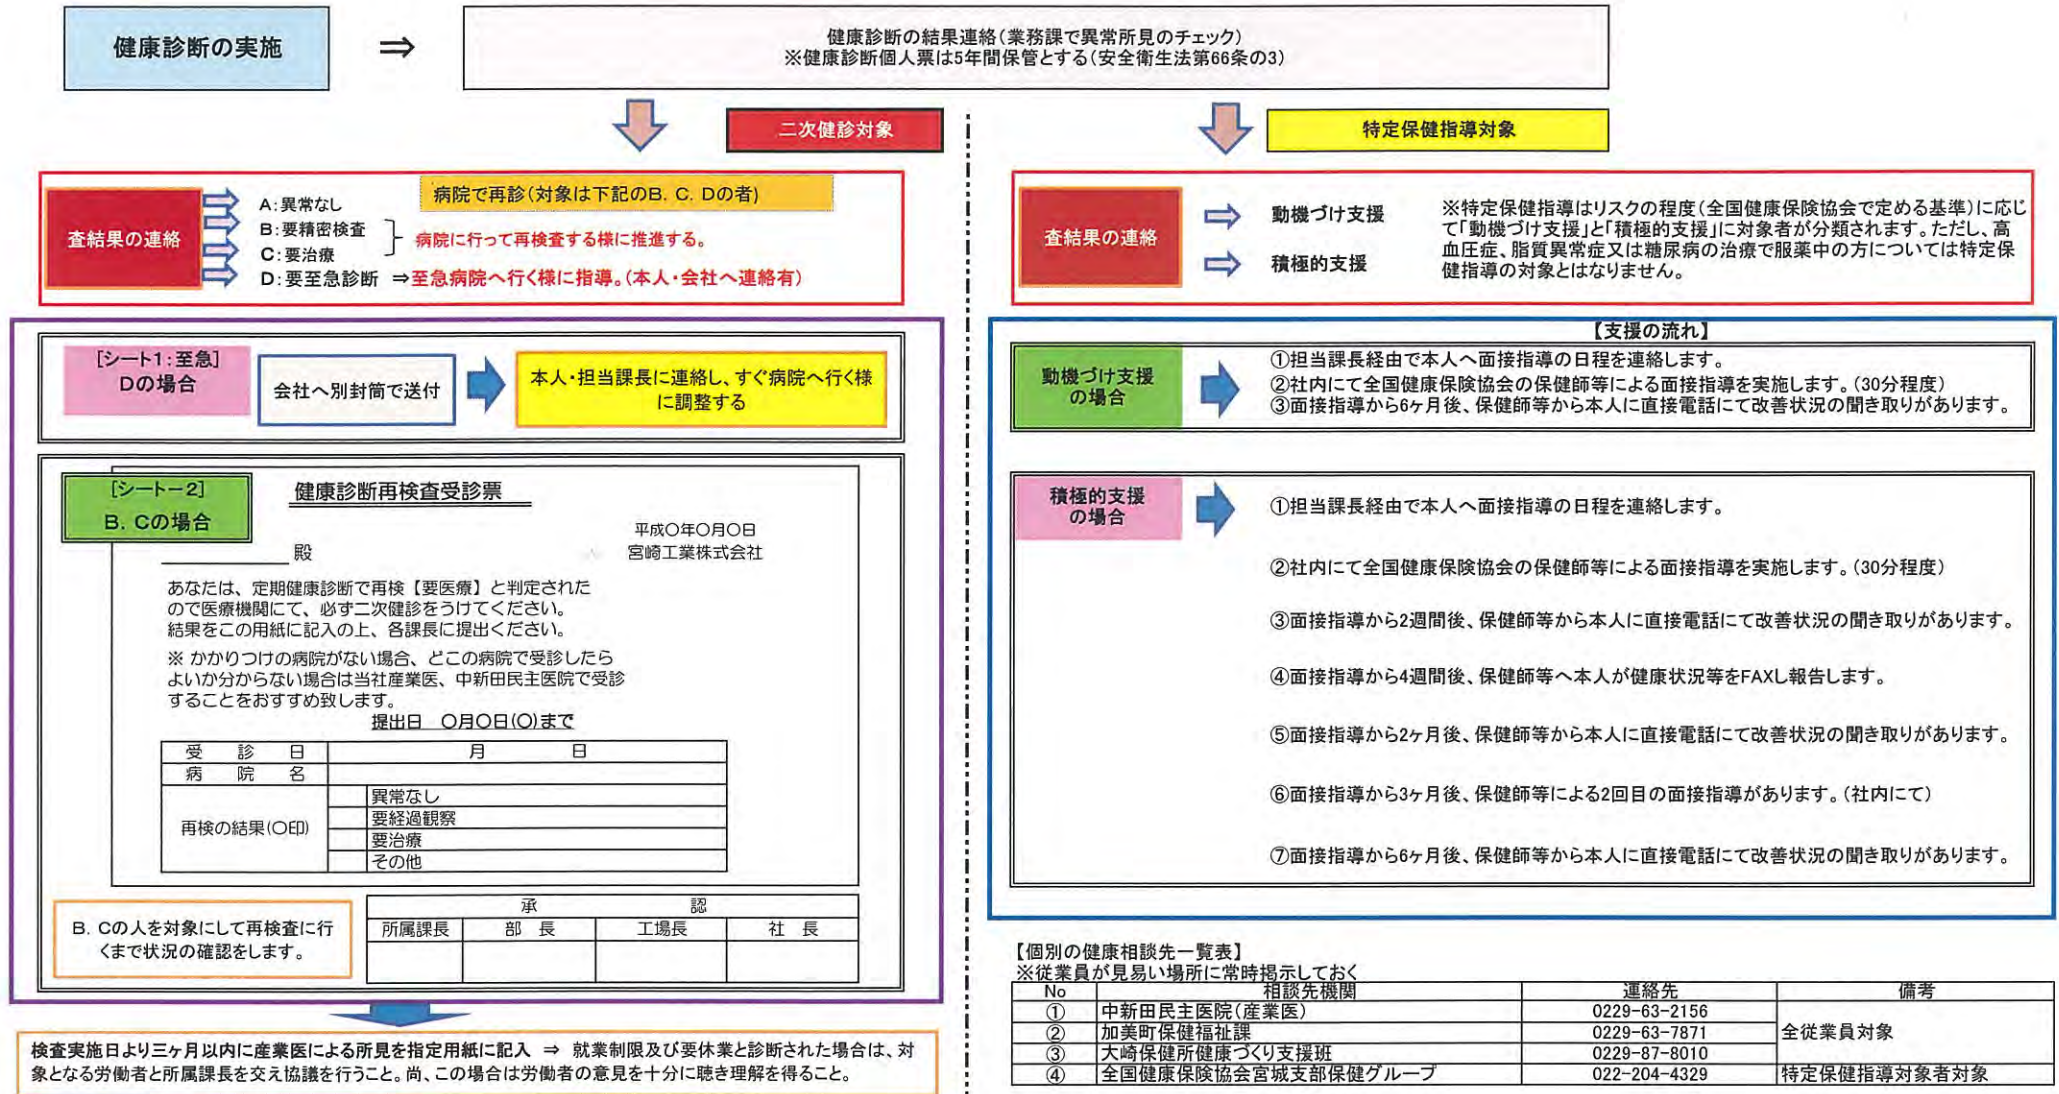 健康診断の実施
⇒
健康診断の結果連絡(業務課で異常所見のチェック)
※健康診断個人票は5年間保管とする(安全衛生法第66条の3)
二次健診対象
査結果の連絡
病院で再診(対象は下記のB. C. Dの者)
A:異常なし
B:要精密検査
C:要治療
病院に行って再検査する様に推進する。
D:要至急診断 ⇒至急病院へ行く様に指導。(本人・会社へ連絡有)
[シート1:至急]
Dの場合
会社へ別封筒で送付
本人・担当課長に連絡し、すぐ病院へ行く様
に調整する
[シート-2]
B. Cの場合
健康診断再検査受診票
平成〇年〇月〇日
殿
宮崎工業株式会社
あなたは、定期健康診断で再検【要医療】と判定された
ので医療機関にて、必ず二次健診をうけてください。
結果をこの用紙に記入の上、各課長に提出ください。
※ かかりつけの病院がない場合、どこの病院で受診したら
よいか分からない場合は当社産業医、中新田民主医院で受診
することをおすすめ致します。
提出日 〇月〇日(〇)まで
受 診 日 月 日
病 院 名
再検の結果(〇印)
異常なし
要経過観察
要治療
その他
B. Cの人を対象にして再検査に行
くまで状況の確認をします。
承 認
所属課長 部 長 工場長 社 長
検査実施日より三ヶ月以内に産業医による所見を指定用紙に記入 ⇒ 就業制限及び要休業と診断された場合は、対
象となる労働者と所属課長を交え協議を行うこと。尚、この場合は労働者の意見を十分に聴き理解を得ること。
特定保健指導対象
査結果の連絡
動機づけ支援
積極的支援
※特定保健指導はリスクの程度(全国健康保険協会で定める基準)に応じ
て「動機づけ支援」と「積極的支援」に対象者が分類されます。ただし、高
血圧症、脂質異常症又は糖尿病の治療で服薬中の方については特定保
健指導の対象とはなりません。
【支援の流れ】
動機づけ支援
の場合
①担当課長経由で本人へ面接指導の日程を連絡します。
②社内にて全国健康保険協会の保健師等による面接指導を実施します。(30分程度)
③面接指導から6ヶ月後、保健師等から本人に直接電話にて改善状況の聞き取りがあります。
積極的支援
の場合
①担当課長経由で本人へ面接指導の日程を連絡します。
②社内にて全国健康保険協会の保健師等による面接指導を実施します。(30分程度)
③面接指導から2週間後、保健師等から本人に直接電話にて改善状況の聞き取りがあります。
④面接指導から4週間後、保健師等へ本人が健康状況等をFAXし報告します。
⑤面接指導から2ヶ月後、保健師等から本人に直接電話にて改善状況の聞き取りがあります。
⑥面接指導から3ヶ月後、保健師等による2回目の面接指導があります。(社内にて)
⑦面接指導から6ヶ月後、保健師等から本人に直接電話にて改善状況の聞き取りがあります。
【個別の健康相談先一覧表】
※従業員が見易い場所に常時掲示しておく
No 相談先機関 連絡先 備考
① 中新田民主医院(産業医) 0229-63-2156
② 加美町保健福祉課 0229-63-7871 全従業員対象
③ 大崎保健所健康づくり支援班 0229-87-8010
④ 全国健康保険協会宮城支部保健グループ 022-204-4329 特定保健指導対象者対象